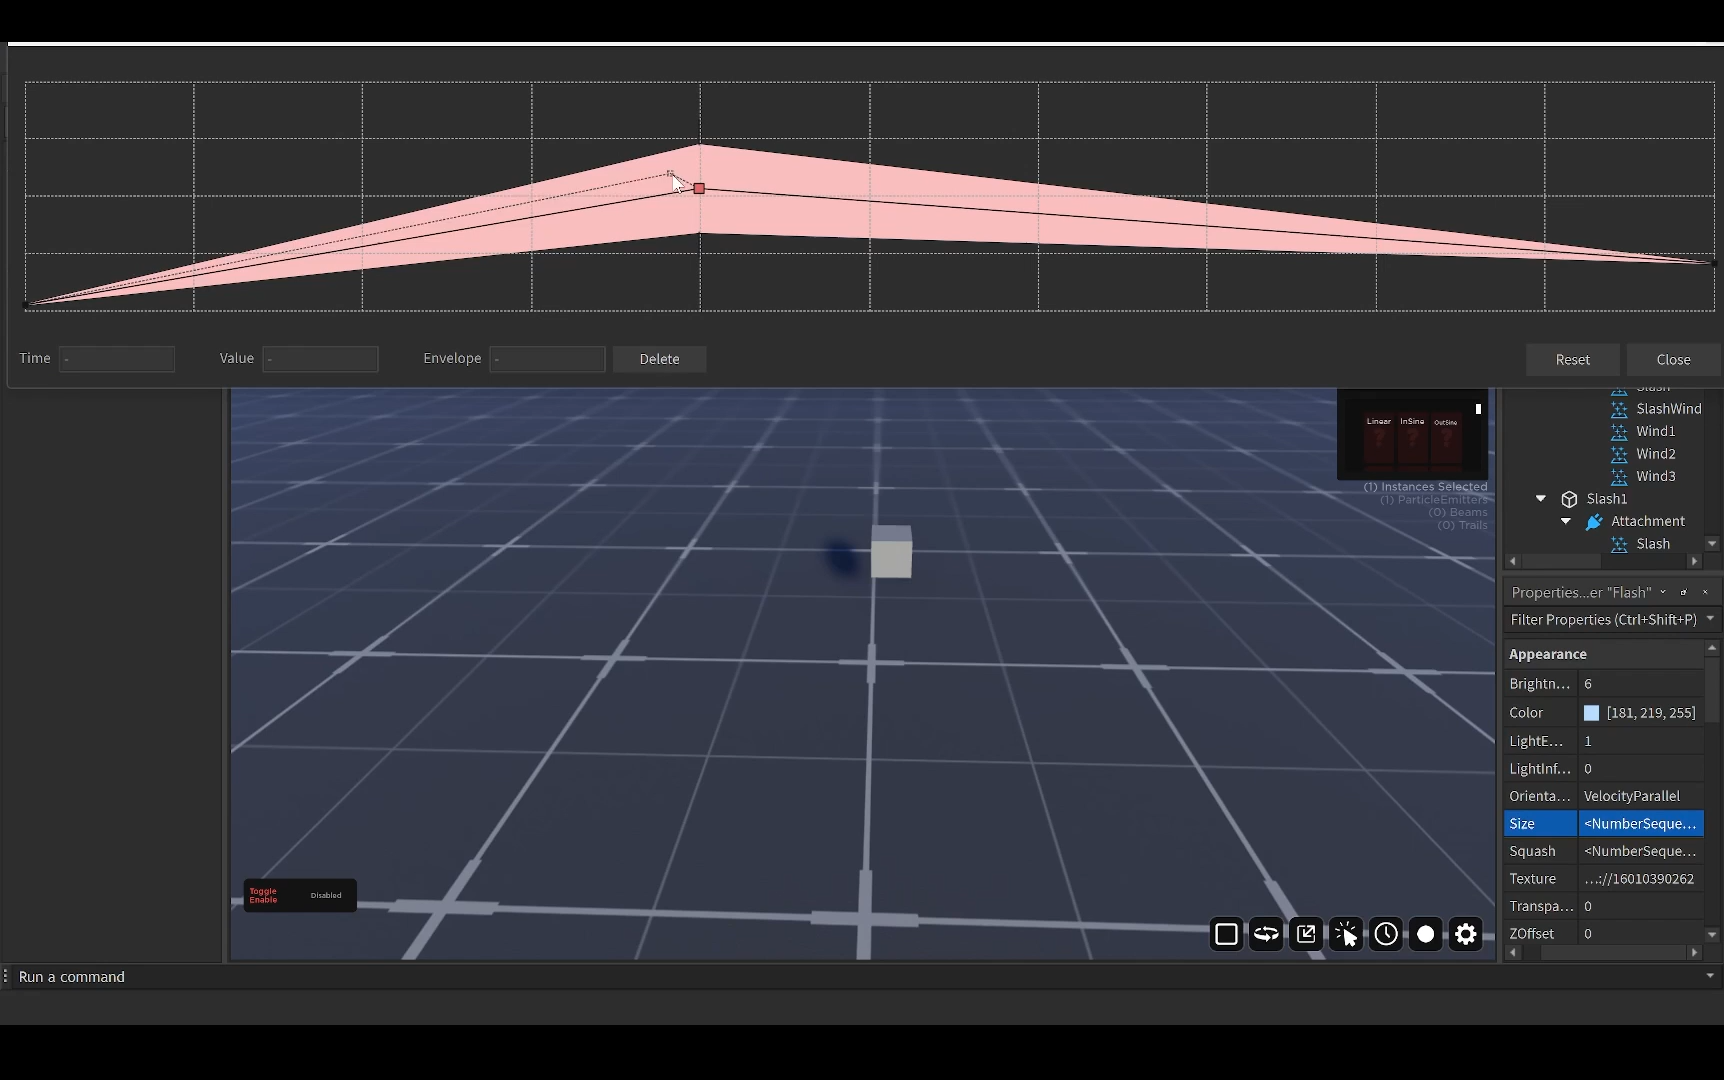 Time - Value - Envelope - Delete Reset Close
Linear InSine OutSine
(1) Instances Selected
(1) ParticleEmitters
(0) Beams
(0) Trails
Slash
SlashWind
Wind1
Wind2
Wind3
Slash1
Attachment
Slash
Properties...er "Flash"
Filter Properties (Ctrl+Shift+P)
Appearance
Brightn... 6
Color [181, 219, 255]
LightE... 1
LightInf... 0
Orienta... VelocityParallel
Size <NumberSeque...
Squash <NumberSeque...
Texture ...://16010390262
Transpa... 0
ZOffset 0
Toggle
Enable Disabled
Run a command